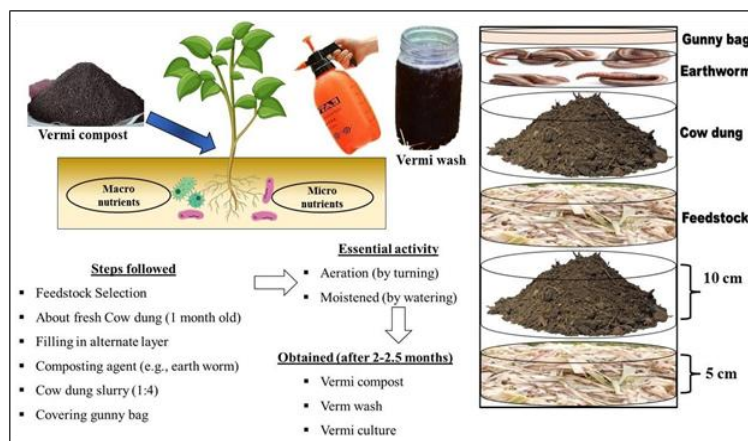 Vermi compost
Vermi wash
Macro
nutrients
Micro
nutrients
Steps followed
▪ Feedstock Selection
▪ About fresh Cow dung (1 month old)
▪ Filling in alternate layer
▪ Composting agent (e.g., earth worm)
▪ Cow dung slurry (1:4)
▪ Covering gunny bag
Essential activity
▪ Aeration (by turning)
▪ Moistened (by watering)
Obtained (after 2-2.5 months)
▪ Vermi compost
▪ Verm wash
▪ Vermi culture
Gunny bag
Earthworm
Cow dung
Feedstock
10 cm
5 cm